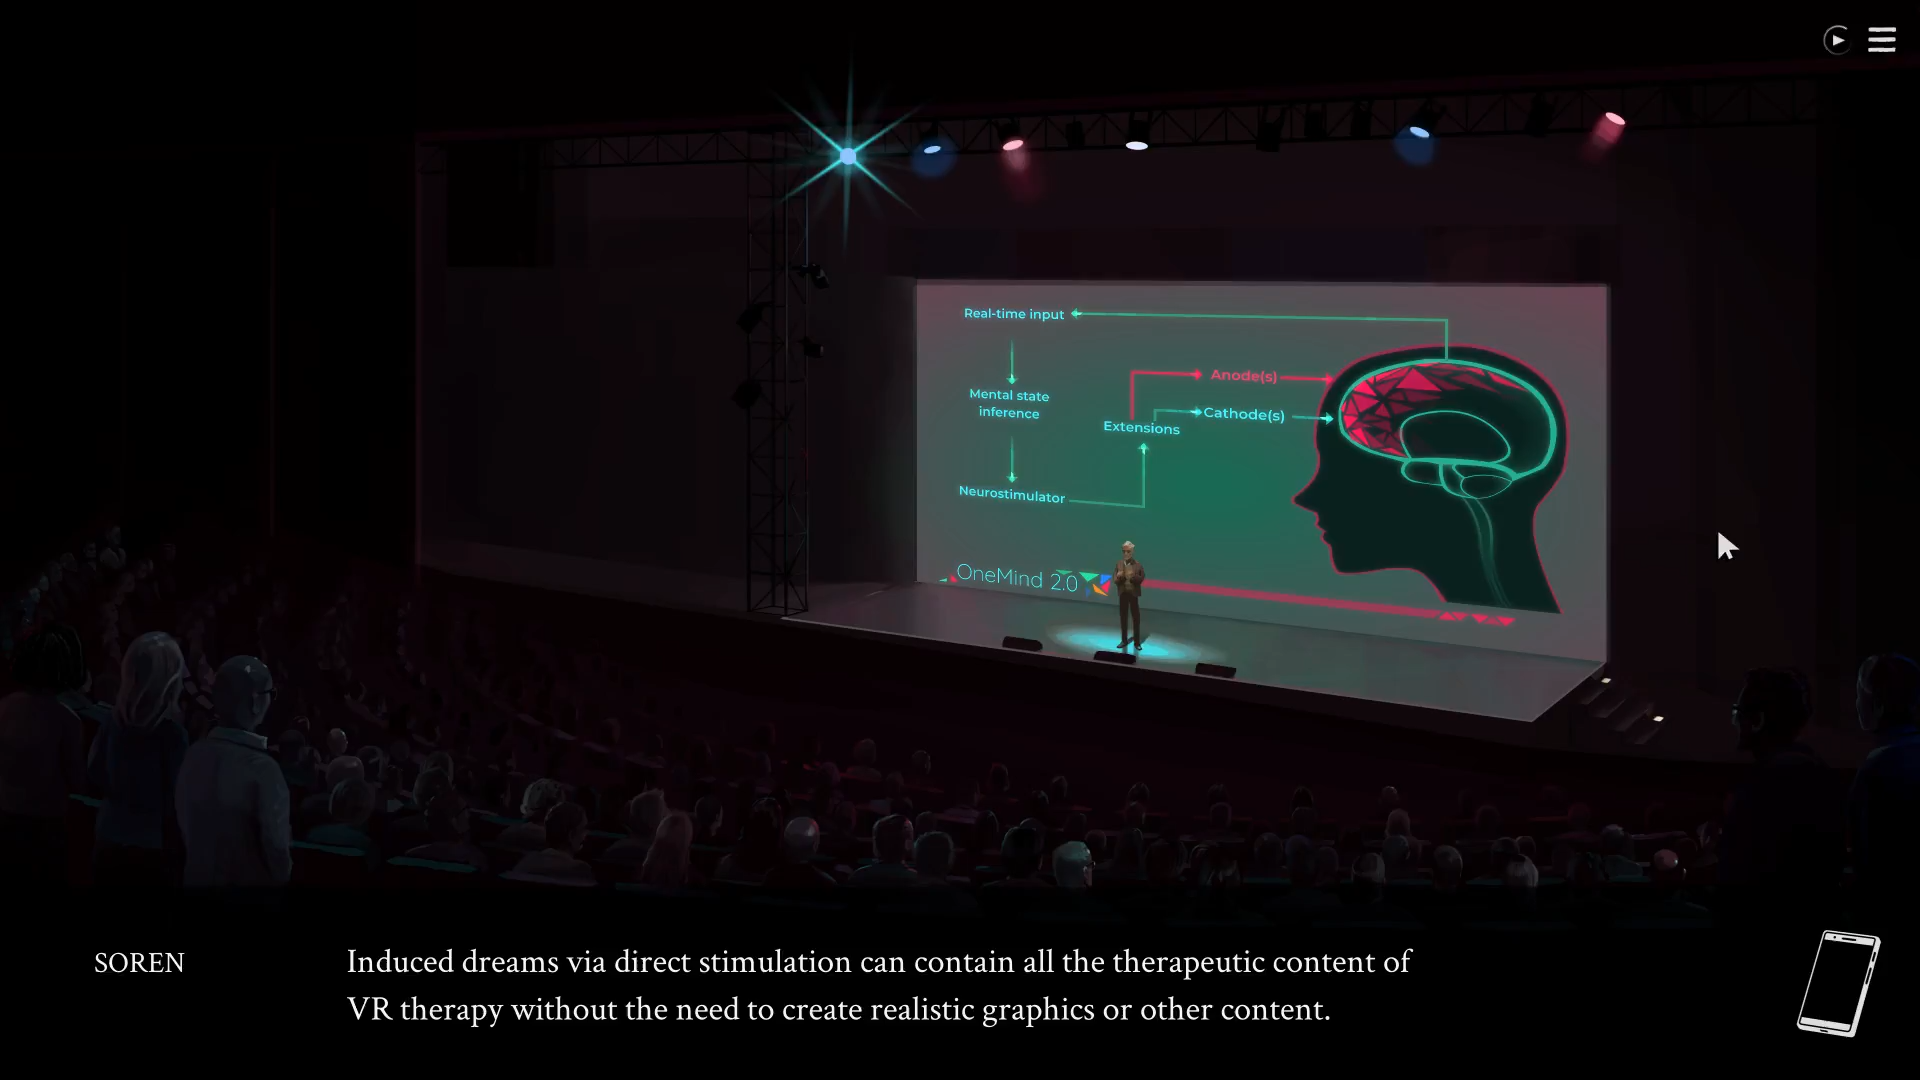 Real-time input
Anode(s)
Mental state
inference
Cathode(s)
Extensions
Neurostimulator
OneMind 2.0
SOREN
Induced dreams via direct stimulation can contain all the therapeutic content of
VR therapy without the need to create realistic graphics or other content.